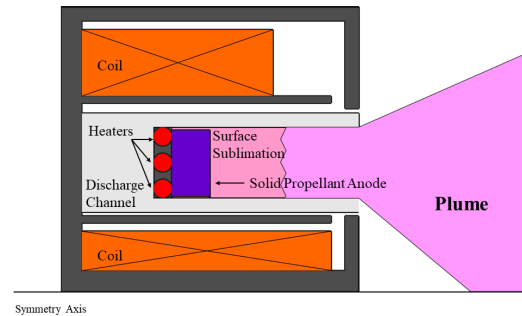 Coil
Heaters
Surface
Sublimation
Solid Propellant Anode
Discharge
Channel
Plume
Coil
Symmetry Axis